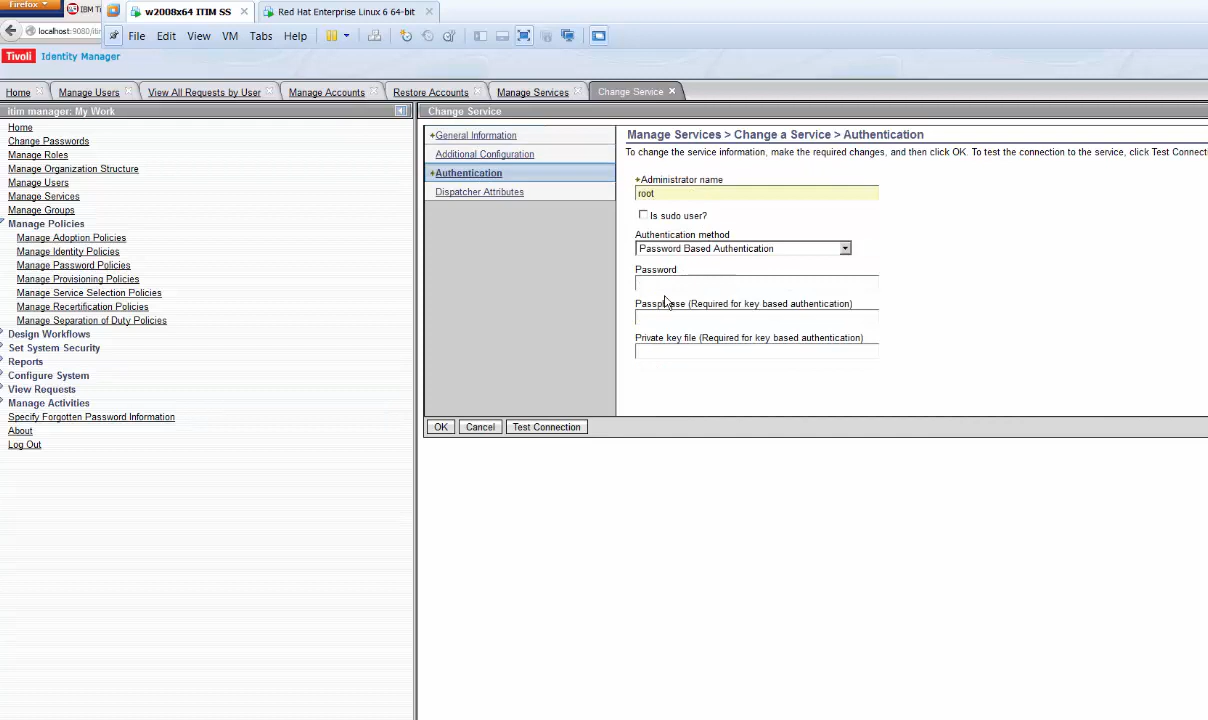 Firefox
IBM Ti
w2008x64 ITIM SS
Red Hat Enterprise Linux 6 64-bit
localhost:9080/itim
File Edit View VM Tabs Help
Tivoli Identity Manager
Home
Manage Users
View All Requests by User
Manage Accounts
Restore Accounts
Manage Services
Change Service
itim manager: My Work
Home
Change Passwords
Manage Roles
Manage Organization Structure
Manage Users
Manage Services
Manage Groups
Manage Policies
Manage Adoption Policies
Manage Identity Policies
Manage Password Policies
Manage Provisioning Policies
Manage Service Selection Policies
Manage Recertification Policies
Manage Separation of Duty Policies
Design Workflows
Set System Security
Reports
Configure System
View Requests
Manage Activities
Specify Forgotten Password Information
About
Log Out
Change Service
General Information
Additional Configuration
Authentication
Dispatcher Attributes
Manage Services > Change a Service > Authentication
To change the service information, make the required changes, and then click OK. To test the connection to the service, click Test Connecti
Administrator name
root
Is sudo user?
Authentication method
Password Based Authentication
Password
(Required for key based authentication)
Private key file (Required for key based authentication)
OK
Cancel
Test Connection